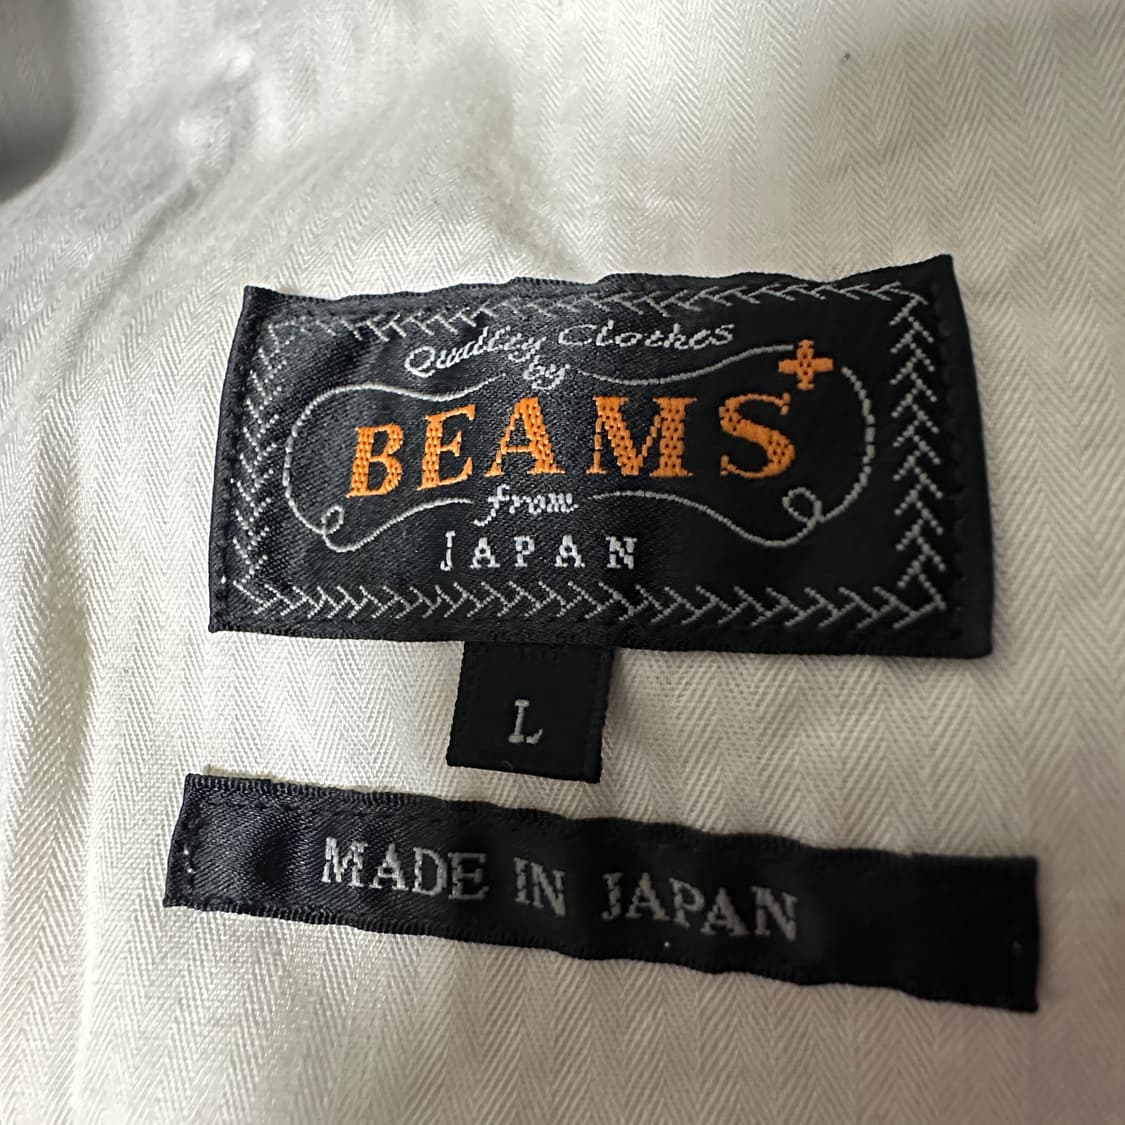 Quality Clothes
by
BEAMS+
from
JAPAN
L
MADE IN JAPAN